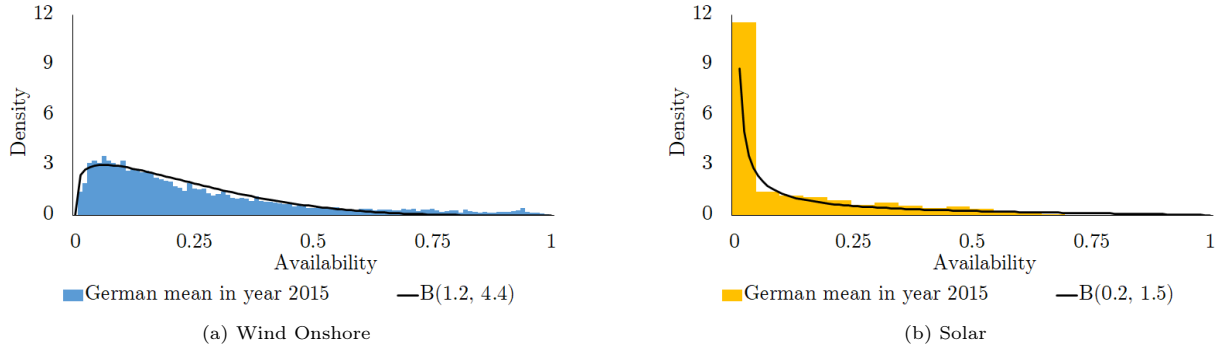 12
9
6
3
0
Density
0 0.25 0.5 0.75 1
Availability
German mean in year 2015 B(1.2, 4.4)
(a) Wind Onshore
12
9
6
3
0
Density
0 0.25 0.5 0.75 1
Availability
German mean in year 2015 B(0.2, 1.5)
(b) Solar